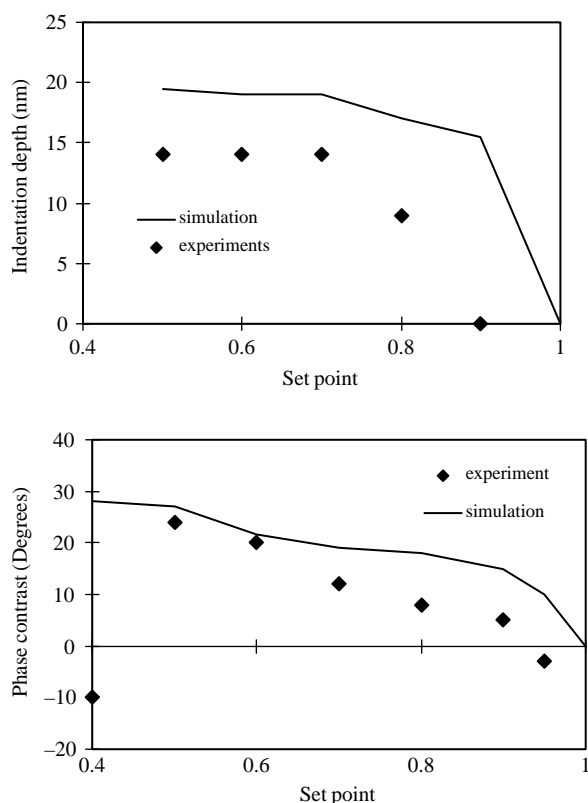 25
20
15
10
5
0
Indentation depth (nm)
simulation
experiments
0.4 0.6 0.8 1
Set point
40
30
20
10
0
–10
–20
Phase contrast (Degrees)
experiment
simulation
0.4 0.6 0.8 1
Set point